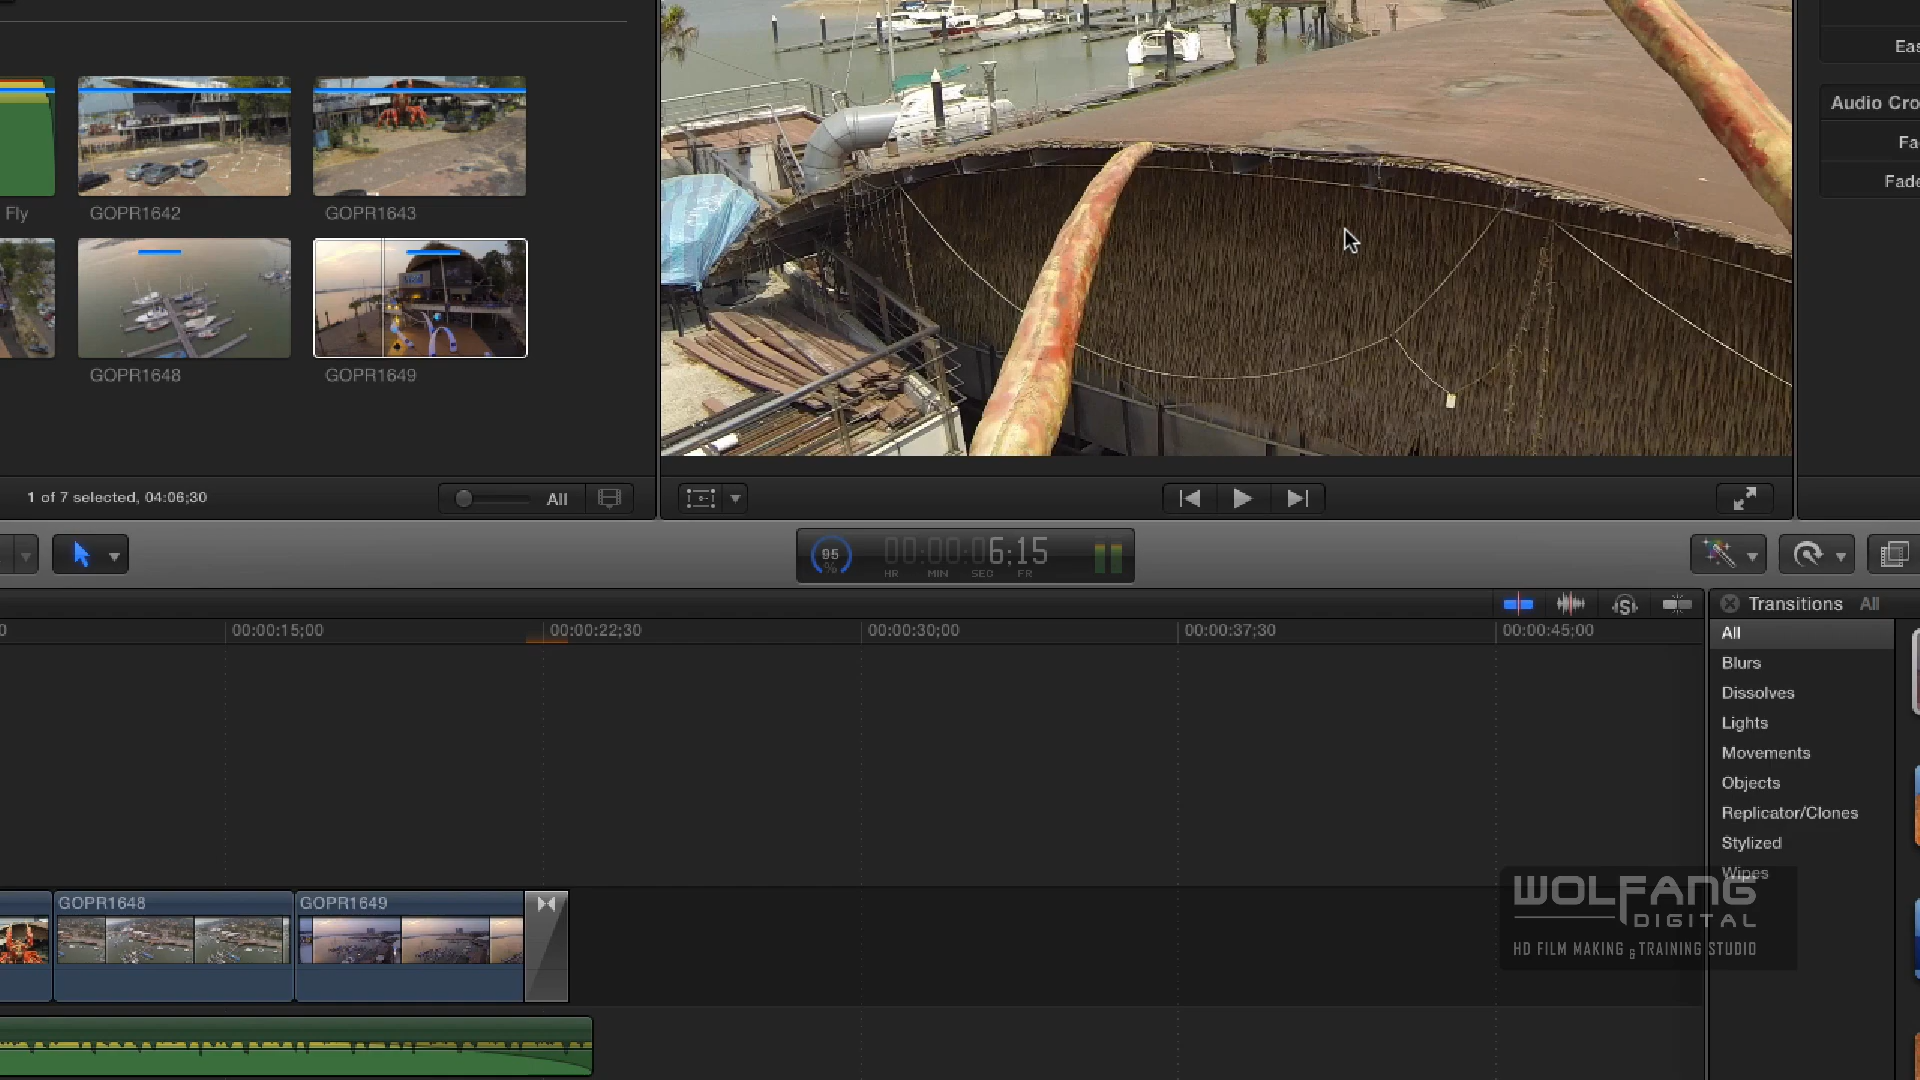 Eas
Audio Cro
Fa
Fade
Fly
GOPR1642
GOPR1643
GOPR1648
GOPR1649
1 of 7 selected, 04:06;30
All
95
%
00:00:06;15
HR MIN SEC FR
0
00:00:15;00
00:00:22;30
00:00:30;00
00:00:37;30
00:00:45;00
Transitions All
All
Blurs
Dissolves
Lights
Movements
Objects
Replicator/Clones
Stylized
Wipes
GOPR1648
GOPR1649
WOLFANG
DIGITAL
HD FILM MAKING & TRAINING STUDIO